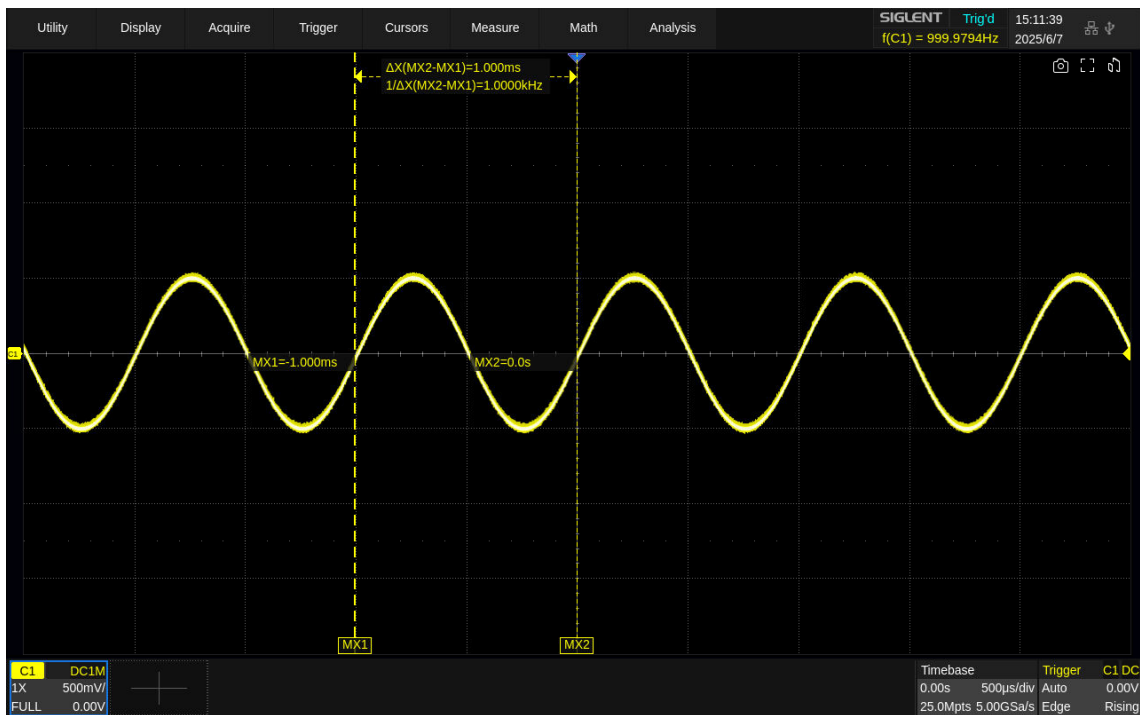 Utility Display Acquire Trigger Cursors Measure Math Analysis
SIGLENT Trig'd 15:11:39
f(C1) = 999.9794Hz 2025/6/7
ΔX(MX2-MX1)=1.000ms
1/ΔX(MX2-MX1)=1.0000kHz
C1
MX1=-1.000ms MX2=0.0s
MX1 MX2
C1 DC1M
1X 500mV/
FULL 0.00V
Timebase Trigger C1 DC
0.00s 500µs/div Auto 0.00V
25.0Mpts 5.00GSa/s Edge Rising